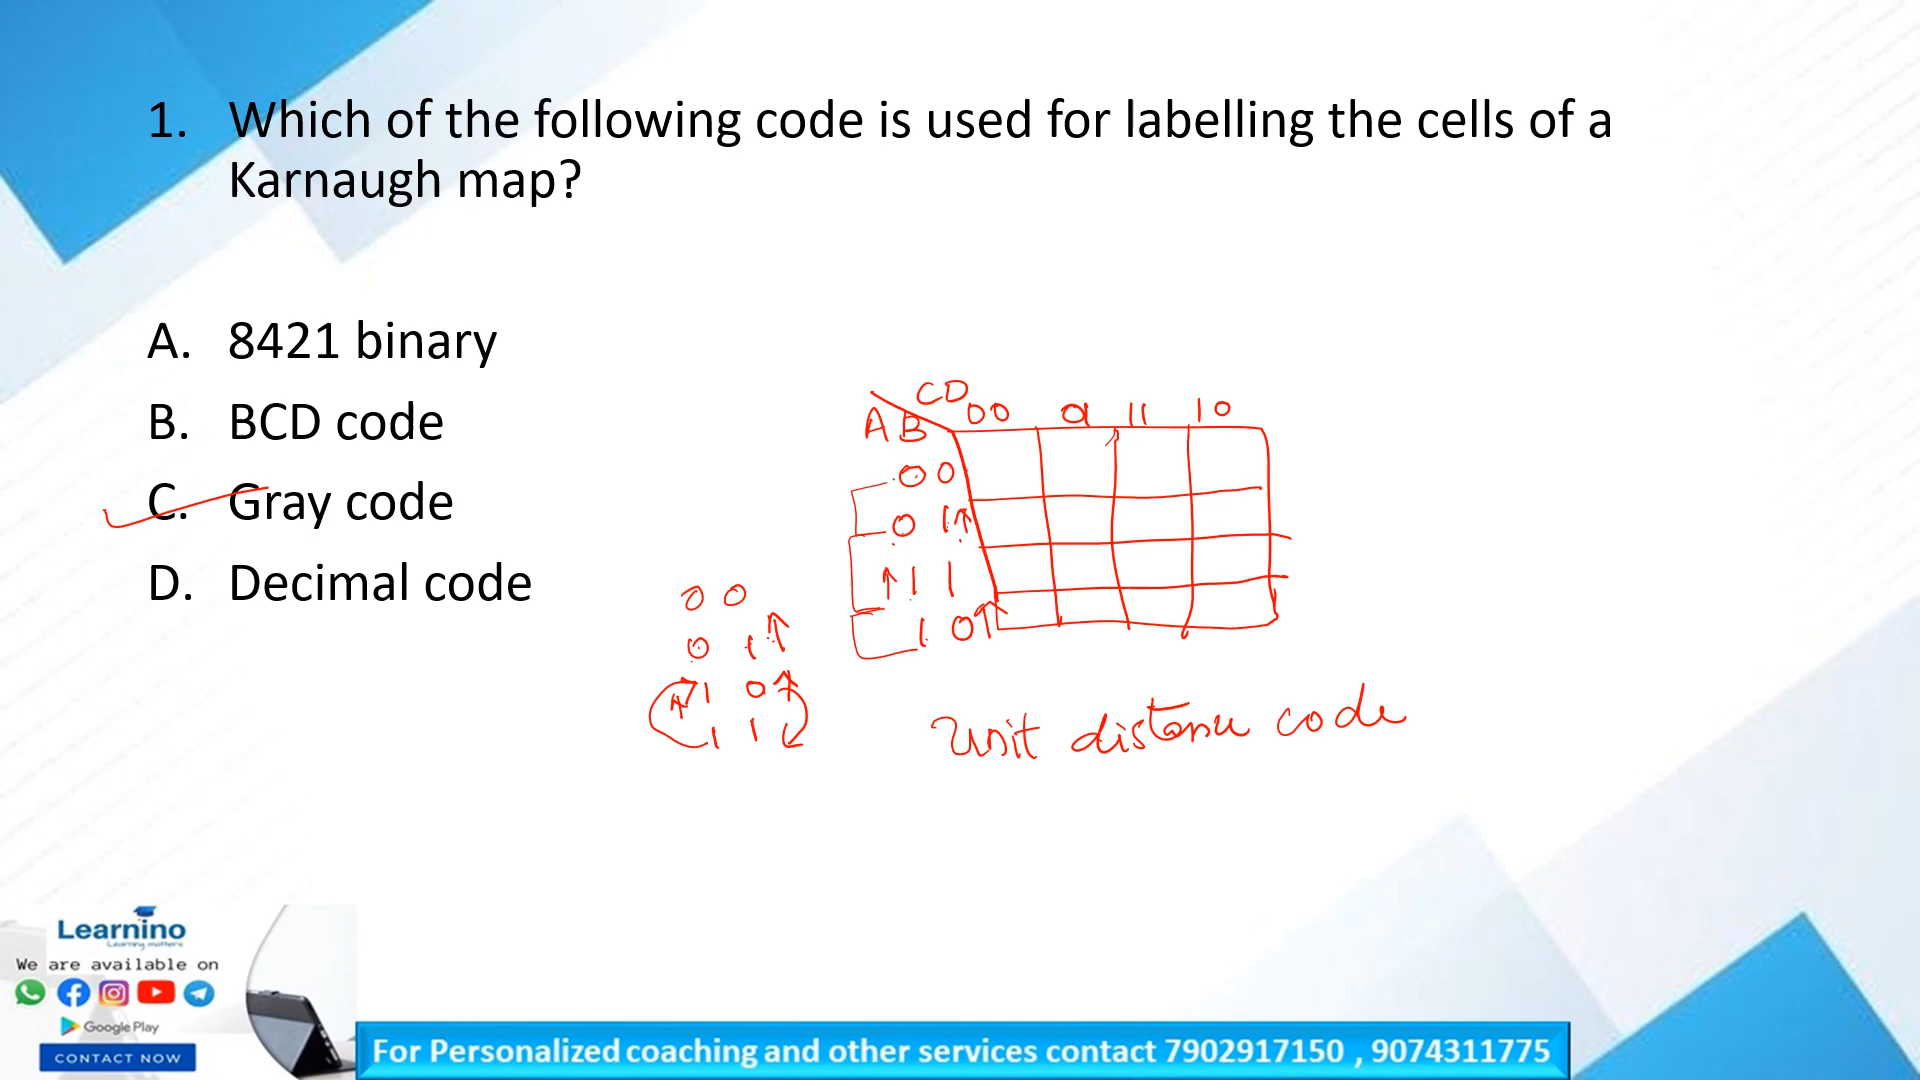 1. Which of the following code is used for labelling the cells of a
Karnaugh map?
A. 8421 binary
B. BCD code
C. Gray code
D. Decimal code
CD
AB
00 01 11 10
00
01
11
10
00
01
10
11
Unit distance code
Learnino
Learning matters
We are available on
Google Play
CONTACT NOW
For Personalized coaching and other services contact 7902917150 , 9074311775